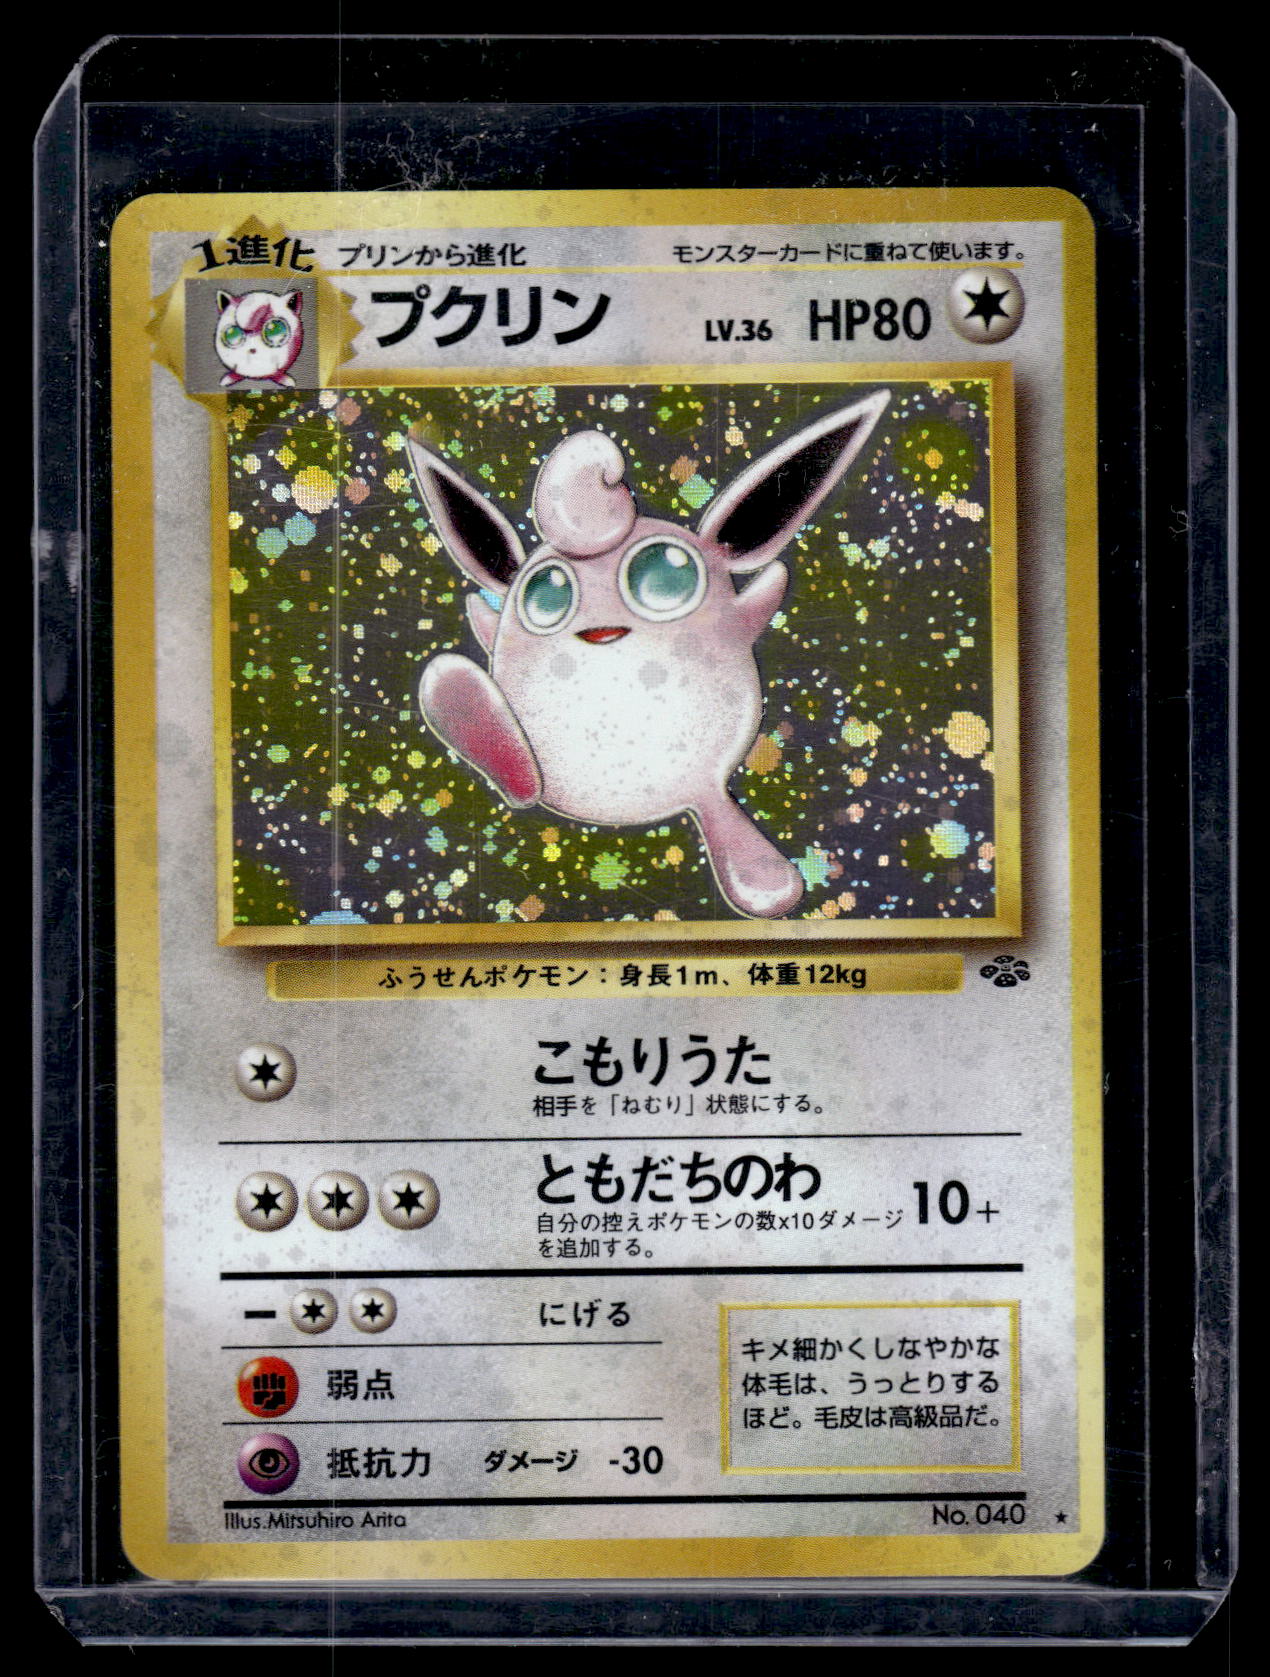 1進化 プリンから進化 モンスターカードに重ねて使います。
プクリン LV.36 HP80
ふうせんポケモン：身長1m、体重12kg
こもりうた
相手を「ねむり」状態にする。
ともだちのわ 10+
自分の控えポケモンの数x10ダメージ
を追加する。
にげる
弱点
抵抗力 ダメージ -30
キメ細かくしなやかな
体毛は、うっとりする
ほど。毛皮は高級品だ。
Illus.Mitsuhiro Arita
No.040 ★